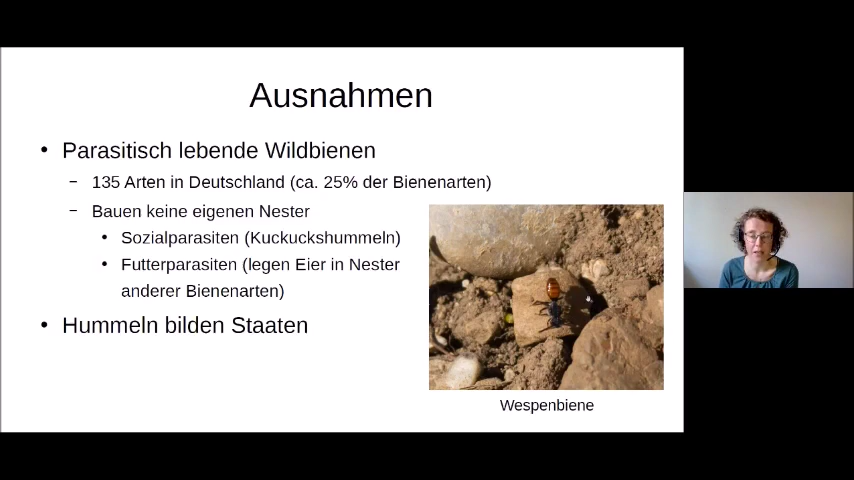 Ausnahmen
• Parasitisch lebende Wildbienen
– 135 Arten in Deutschland (ca. 25% der Bienenarten)
– Bauen keine eigenen Nester
• Sozialparasiten (Kuckuckshummeln)
• Futterparasiten (legen Eier in Nester
anderer Bienenarten)
• Hummeln bilden Staaten
Wespenbiene